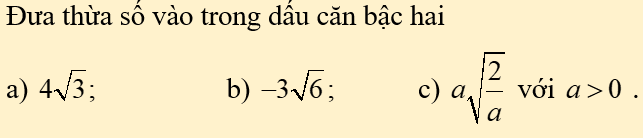 Đưa thừa số vào trong dấu căn bậc hai
a) 4√3; b) −3√6; c) a√(2/a) với a > 0 .